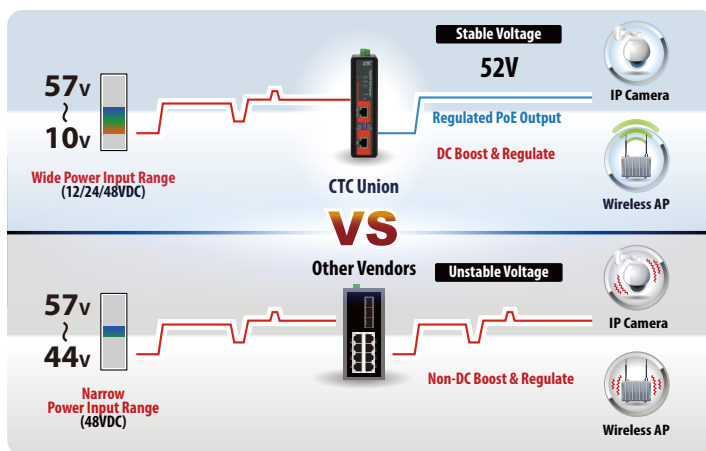 57v
~
10v
Wide Power Input Range
(12/24/48VDC)
CTC
CTC Union
Stable Voltage
52V
Regulated PoE Output
DC Boost & Regulate
IP Camera
Wireless AP
VS
Other Vendors
57v
~
44v
Narrow
Power Input Range
(48VDC)
Unstable Voltage
Non-DC Boost & Regulate
IP Camera
Wireless AP